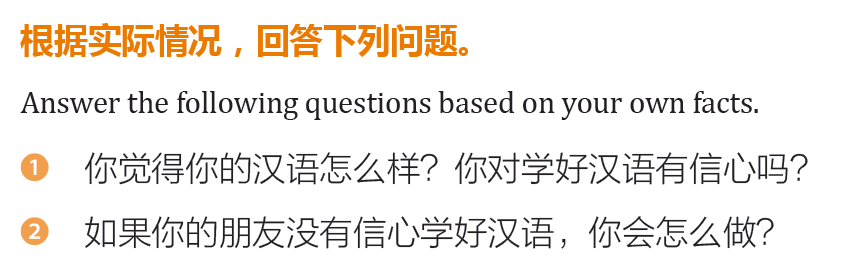 根据实际情况，回答下列问题。
Answer the following questions based on your own facts.
1 你觉得你的汉语怎么样？你对学好汉语有信心吗？
2 如果你的朋友没有信心学好汉语，你会怎么做？